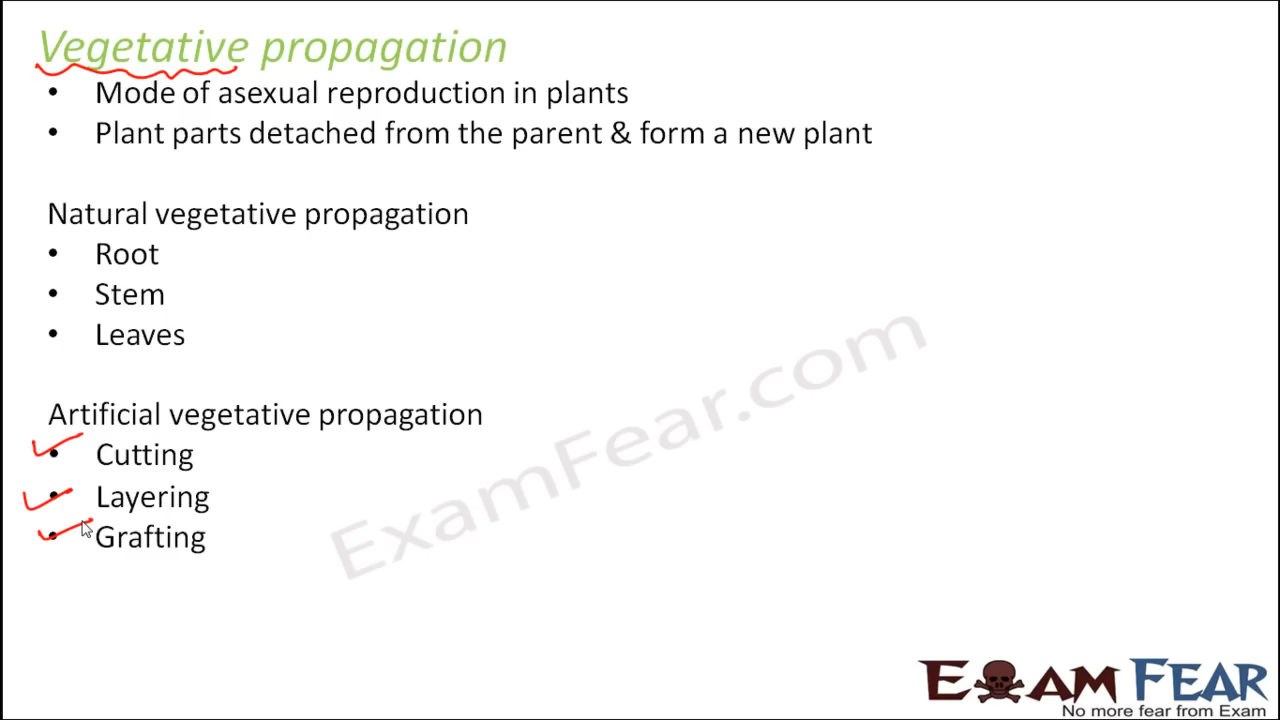 Vegetative propagation
• Mode of asexual reproduction in plants
• Plant parts detached from the parent & form a new plant
Natural vegetative propagation
• Root
• Stem
• Leaves
Artificial vegetative propagation
• Cutting
• Layering
• Grafting
ExamFear.com
EXAM FEAR
No more fear from Exam